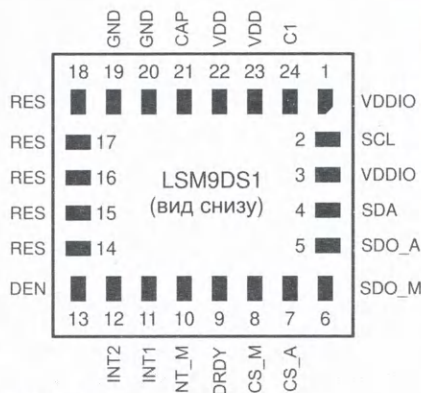 GND GND CAP VDD VDD C1
18 19 20 21 22 23 24 1
RES VDDIO
RES 17 2 SCL
RES 16 3 VDDIO
LSM9DS1
RES 15 4 SDA
(вид снизу)
RES 14 5 SDO_A
DEN SDO_M
13 12 11 10 9 8 7 6
INT2 INT1 NT_M DRDY CS_M CS_A